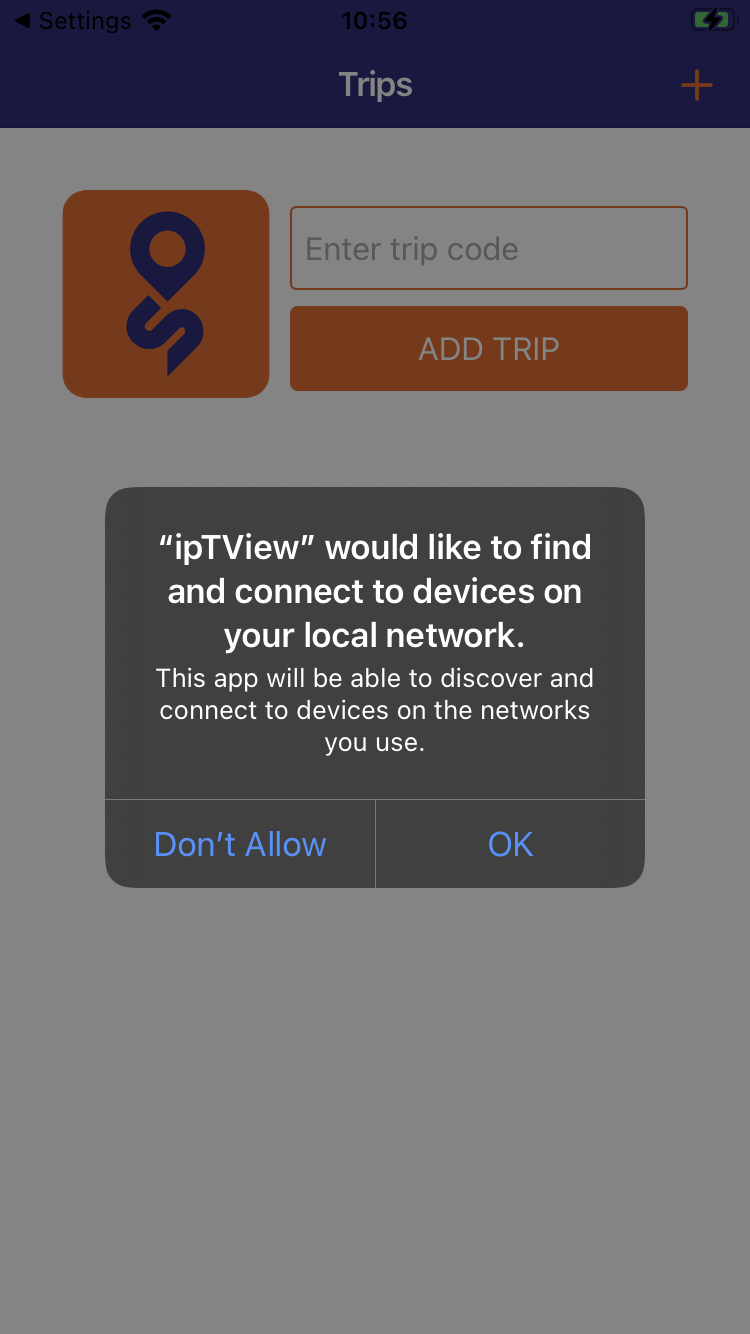 Settings 10:56
Trips
Enter trip code
ADD TRIP
“ipTView” would like to find
and connect to devices on
your local network.
This app will be able to discover and
connect to devices on the networks
you use.
Don’t Allow OK